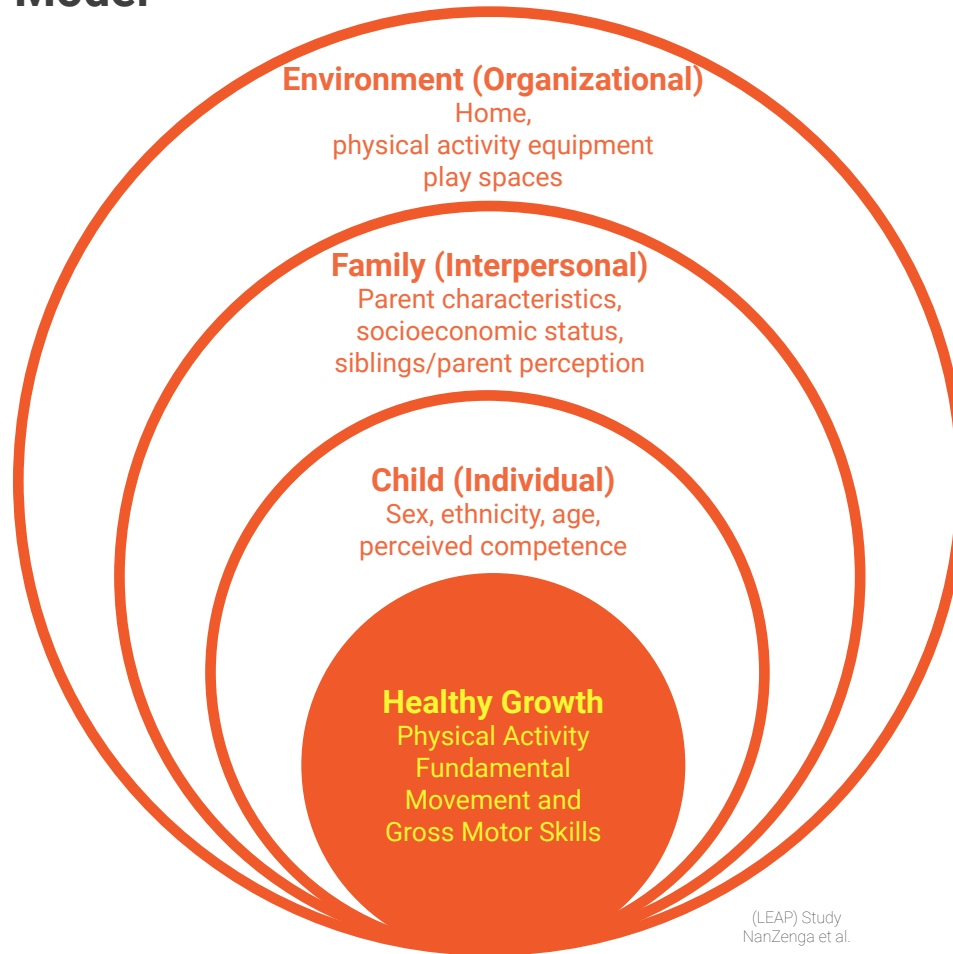 Model
Environment (Organizational)
Home,
physical activity equipment
play spaces
Family (Interpersonal)
Parent characteristics,
socioeconomic status,
siblings/parent perception
Child (Individual)
Sex, ethnicity, age,
perceived competence
Healthy Growth
Physical Activity
Fundamental
Movement and
Gross Motor Skills
(LEAP) Study
NanZenga et al.